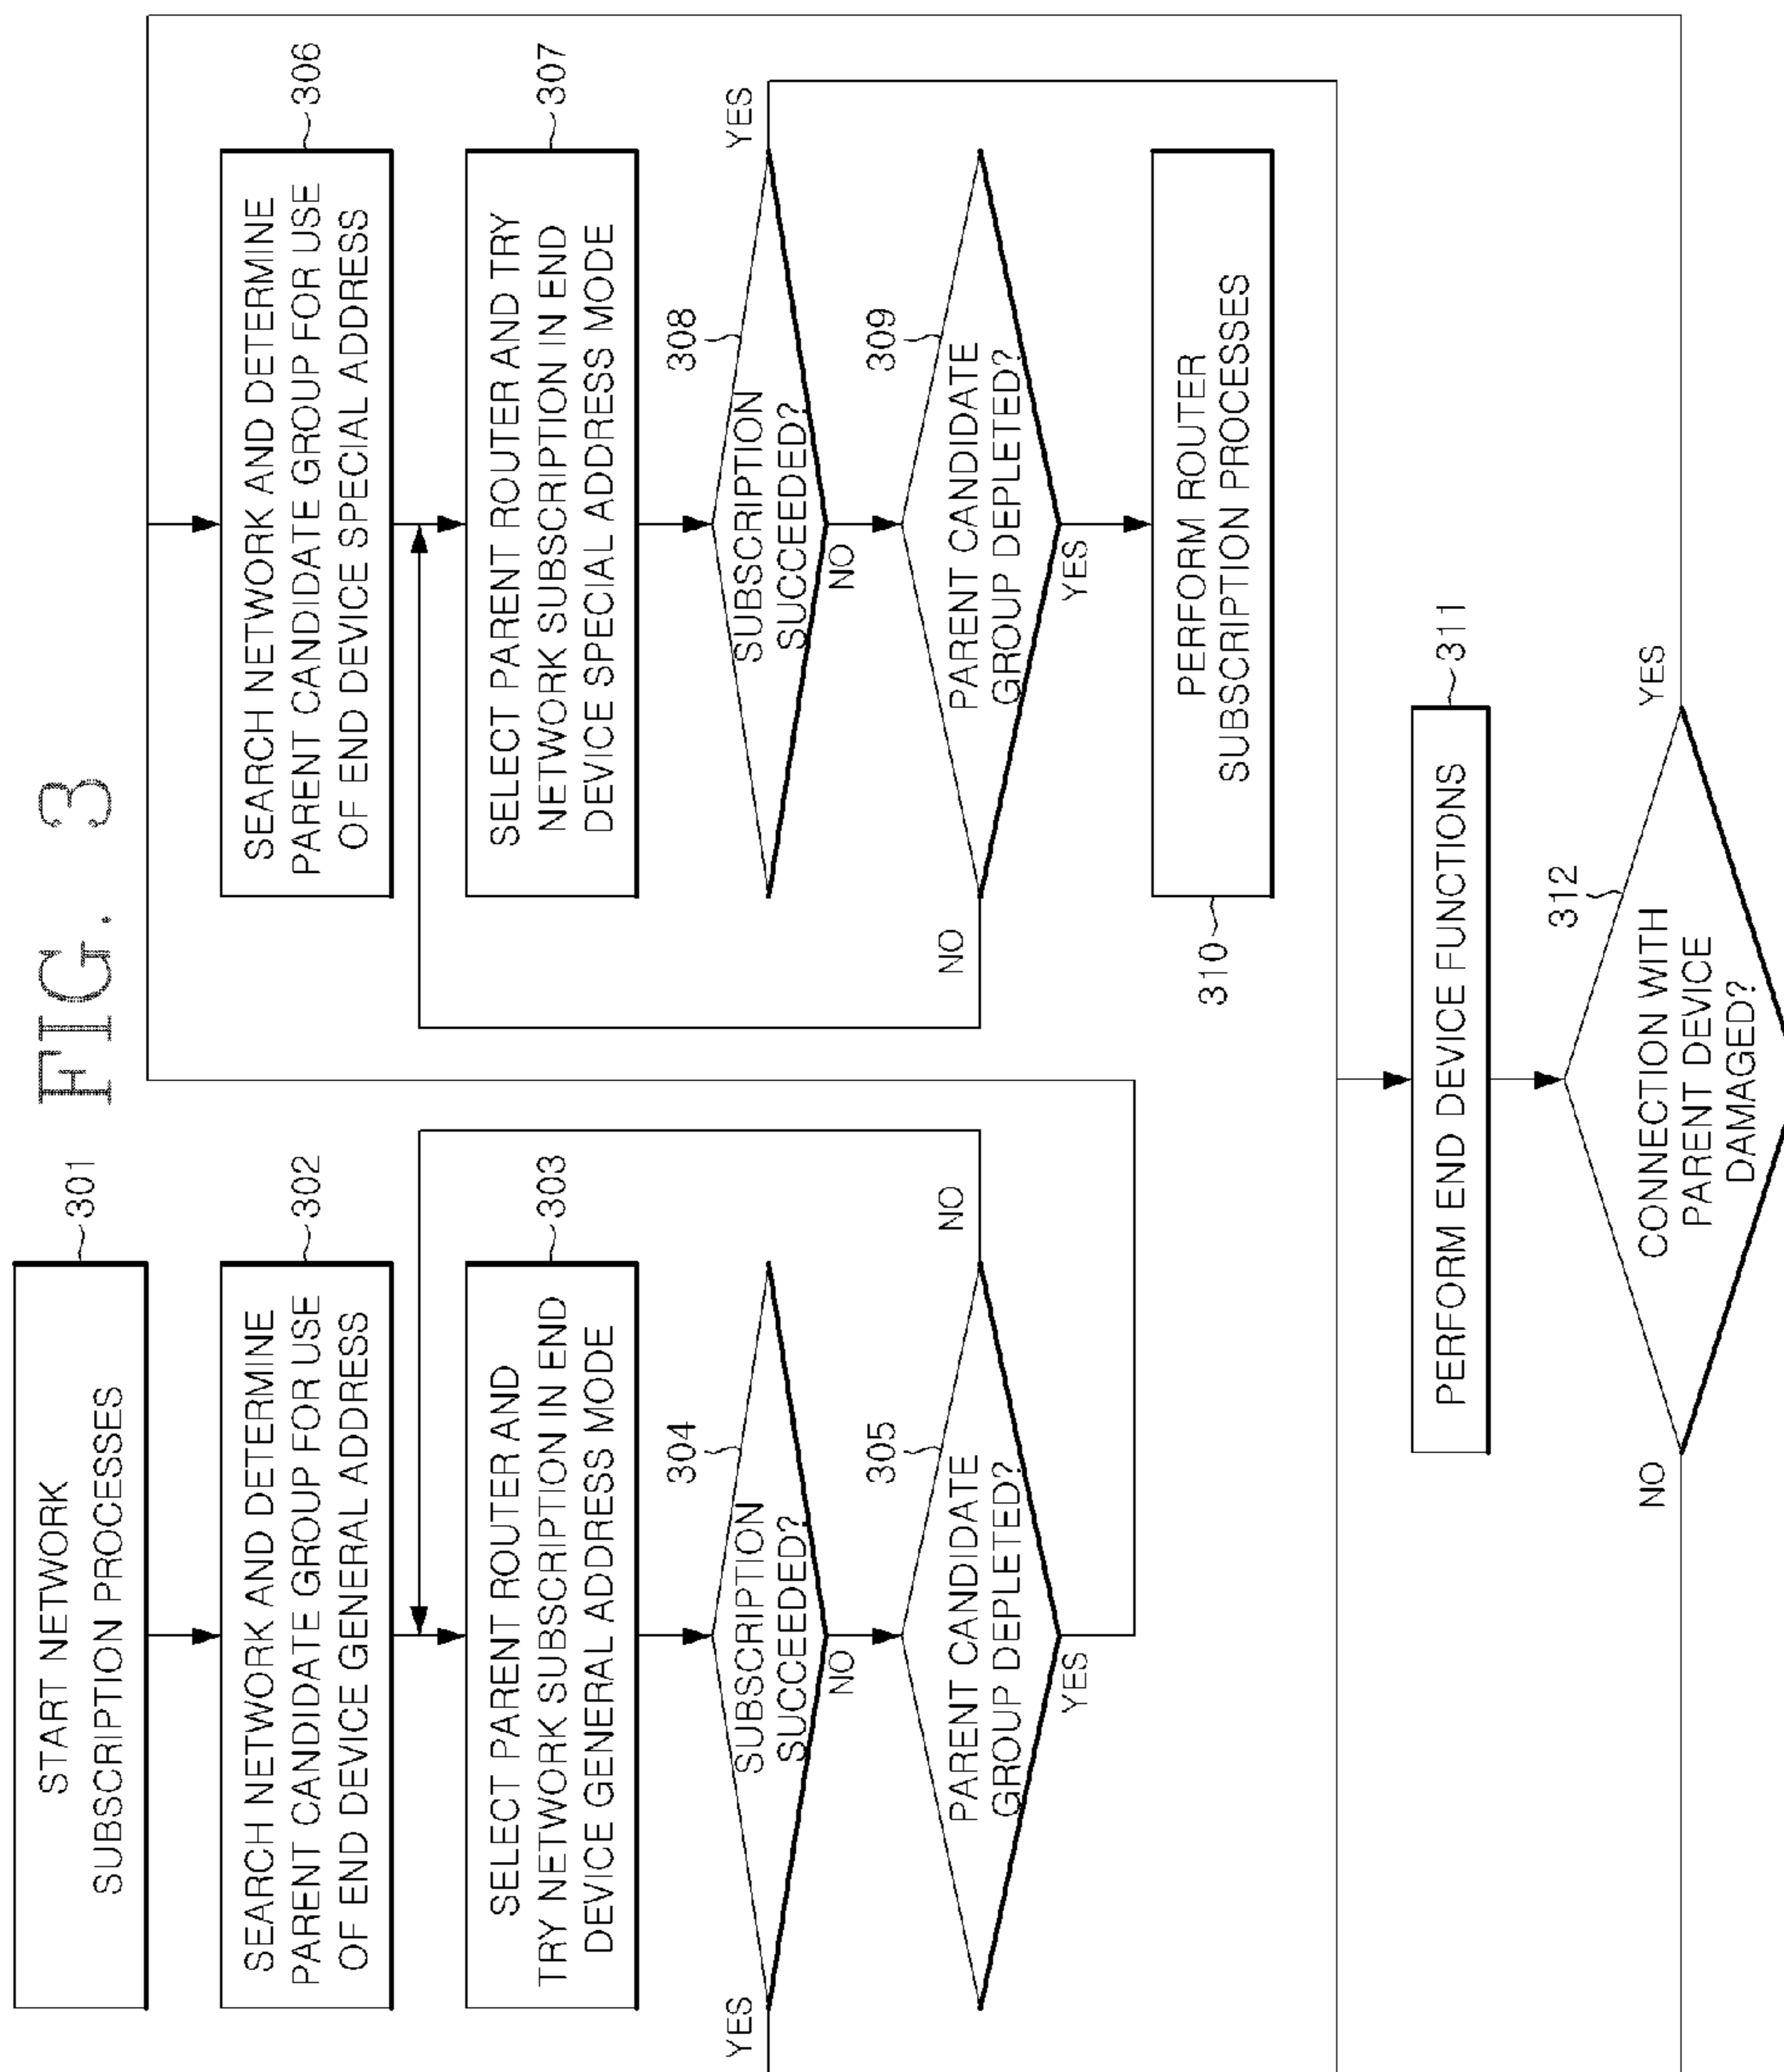 FIG. 3
START NETWORK
SUBSCRIPTION PROCESSES
301
SEARCH NETWORK AND DETERMINE
PARENT CANDIDATE GROUP FOR USE
OF END DEVICE GENERAL ADDRESS
302
SELECT PARENT ROUTER AND
TRY NETWORK SUBSCRIPTION IN END
DEVICE GENERAL ADDRESS MODE
303
304
SUBSCRIPTION
SUCCEEDED?
YES
NO
305
PARENT CANDIDATE
GROUP DEPLETED?
NO
YES
SEARCH NETWORK AND DETERMINE
PARENT CANDIDATE GROUP FOR USE
OF END DEVICE SPECIAL ADDRESS
306
SELECT PARENT ROUTER AND TRY
NETWORK SUBSCRIPTION IN END
DEVICE SPECIAL ADDRESS MODE
307
308
SUBSCRIPTION
SUCCEEDED?
YES
NO
309
PARENT CANDIDATE
GROUP DEPLETED?
NO
YES
310
PERFORM ROUTER
SUBSCRIPTION PROCESSES
PERFORM END DEVICE FUNCTIONS
311
312
CONNECTION WITH
PARENT DEVICE
DAMAGED?
NO
YES